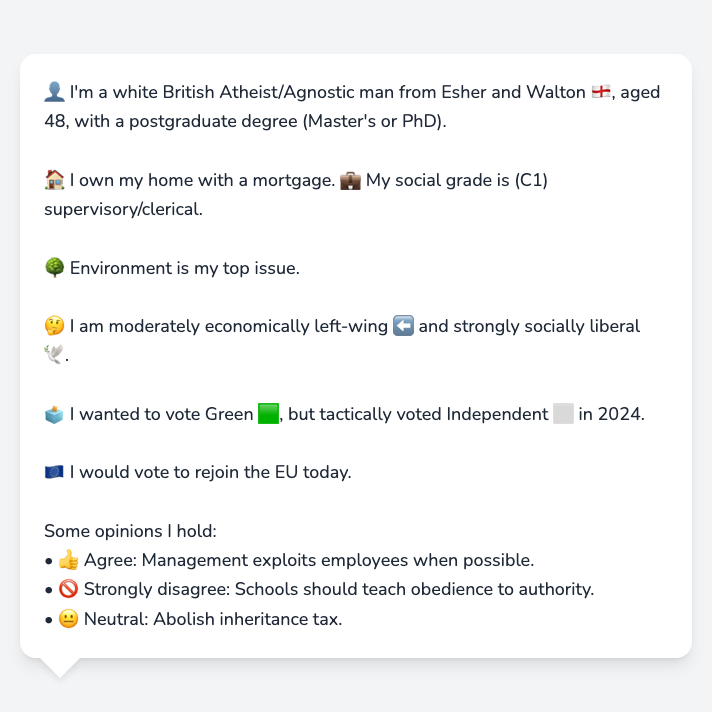 👤 I'm a white British Atheist/Agnostic man from Esher and Walton 🏴󠁧󠁢󠁥󠁮󠁧󠁿, aged
48, with a postgraduate degree (Master's or PhD).
🏠 I own my home with a mortgage. 💼 My social grade is (C1)
supervisory/clerical.
🌳 Environment is my top issue.
🤔 I am moderately economically left-wing ⬅️ and strongly socially liberal
🕊️.
🗳️ I wanted to vote Green 🟩, but tactically voted Independent ⬜ in 2024.
🇪🇺 I would vote to rejoin the EU today.
Some opinions I hold:
• 👍 Agree: Management exploits employees when possible.
• 🚫 Strongly disagree: Schools should teach obedience to authority.
• 😐 Neutral: Abolish inheritance tax.